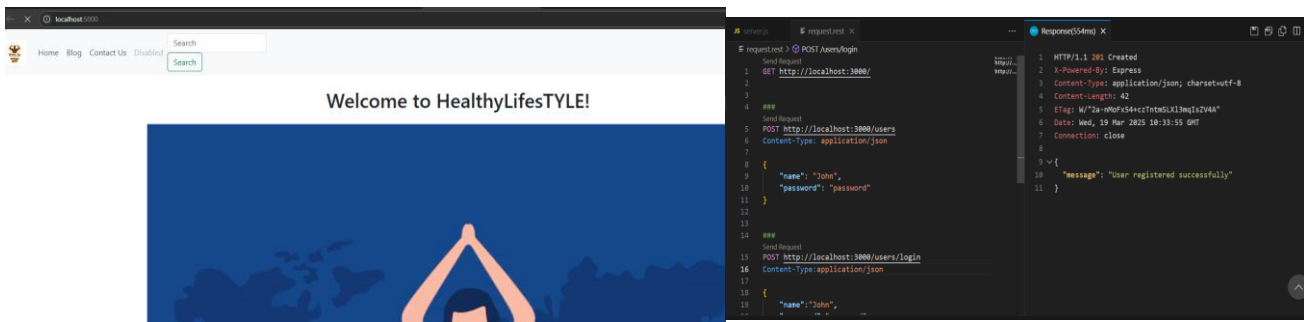 localhost:3000
Home Blog Contact Us Disabled
Search
Search
Welcome to HealthyLifesTYLE!
server.js
request.rest
request.rest > POST /users/login
Send Request
1 GET http://localhost:3000/
2
3
4 ###
Send Request
5 POST http://localhost:3000/users
6 Content-Type: application/json
7
8 {
9 "name": "John",
10 "password": "password"
11 }
12
13
14 ###
Send Request
15 POST http://localhost:3000/users/login
16 Content-Type:application/json
17
18 {
19 "name":"John",
Response(554ms)
1 HTTP/1.1 201 Created
2 X-Powered-By: Express
3 Content-Type: application/json; charset=utf-8
4 Content-Length: 42
5 ETag: W/"2a-nMoFxS4+czTntmSLXl3mqIsZV4A"
6 Date: Wed, 19 Mar 2025 10:33:55 GMT
7 Connection: close
8
9 {
10 "message": "User registered successfully"
11 }